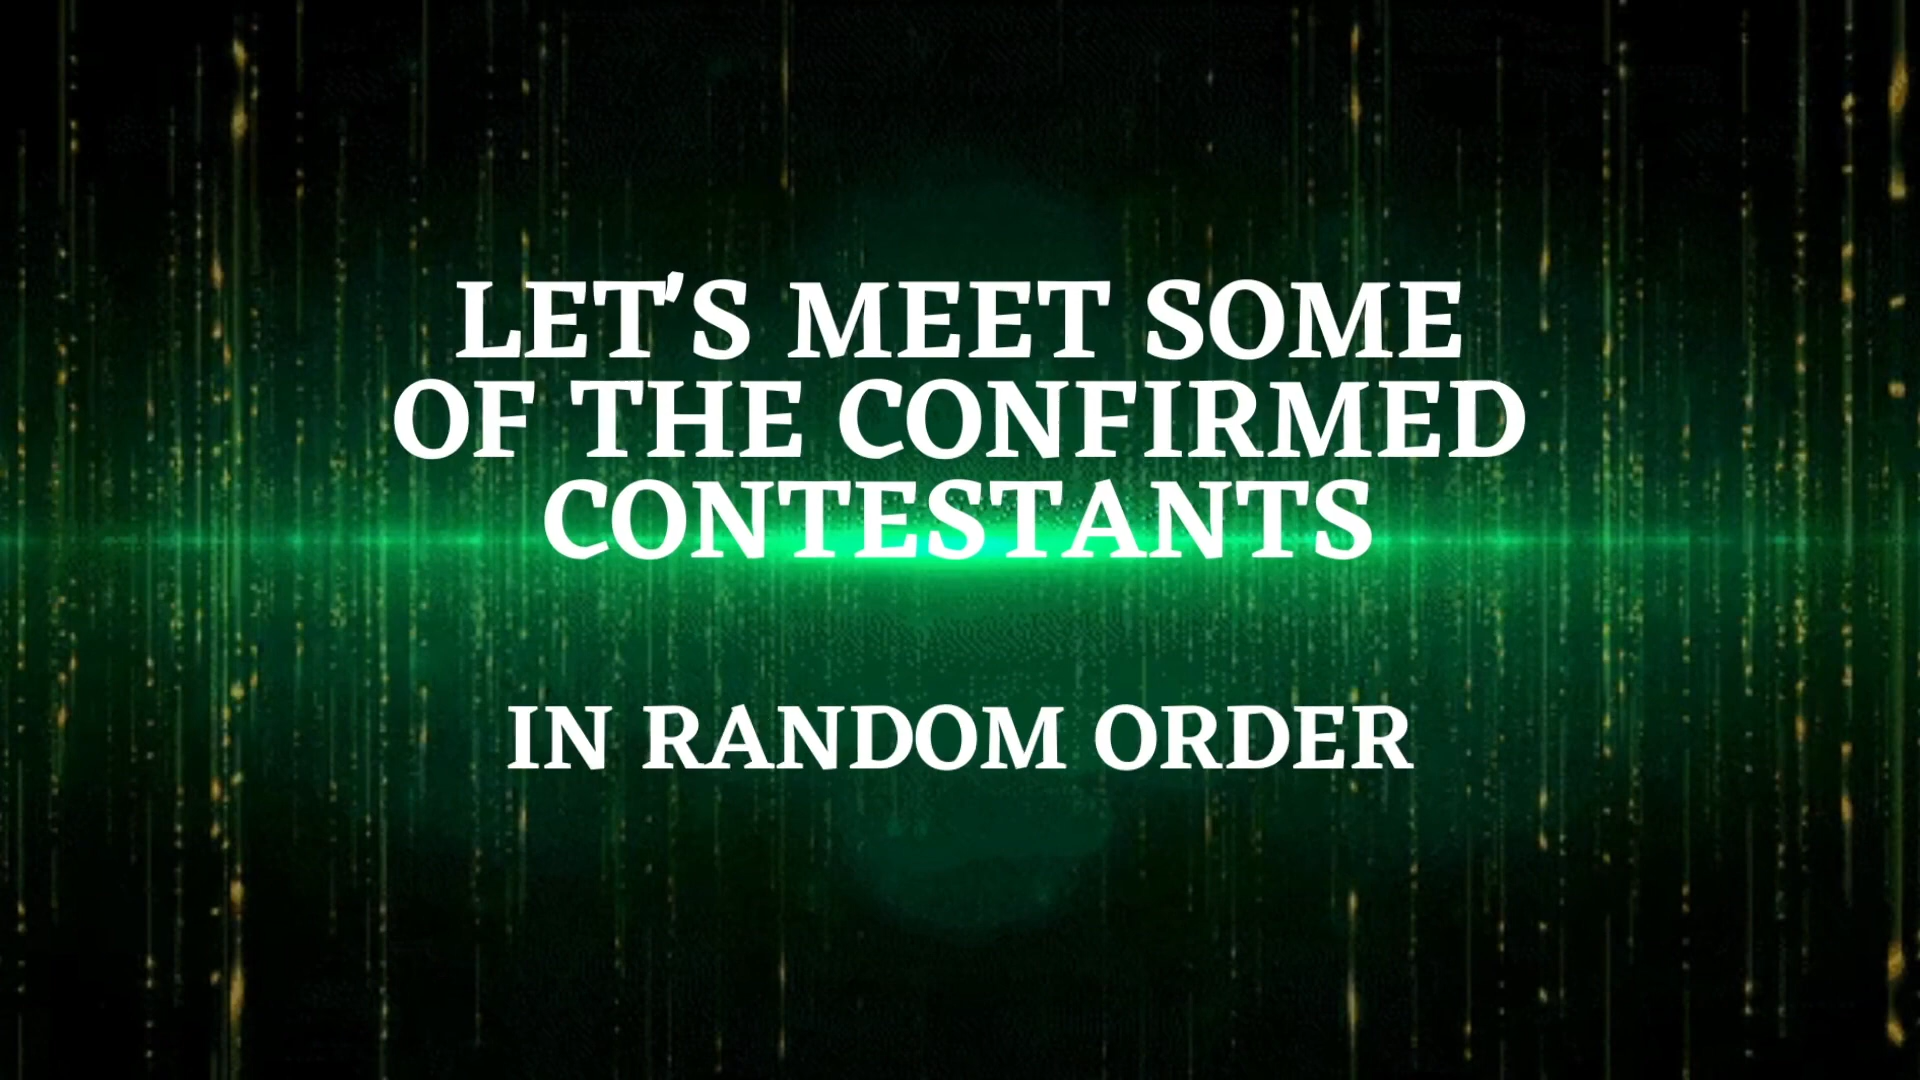 LET'S MEET SOME
OF THE CONFIRMED
CONTESTANTS
IN RANDOM ORDER